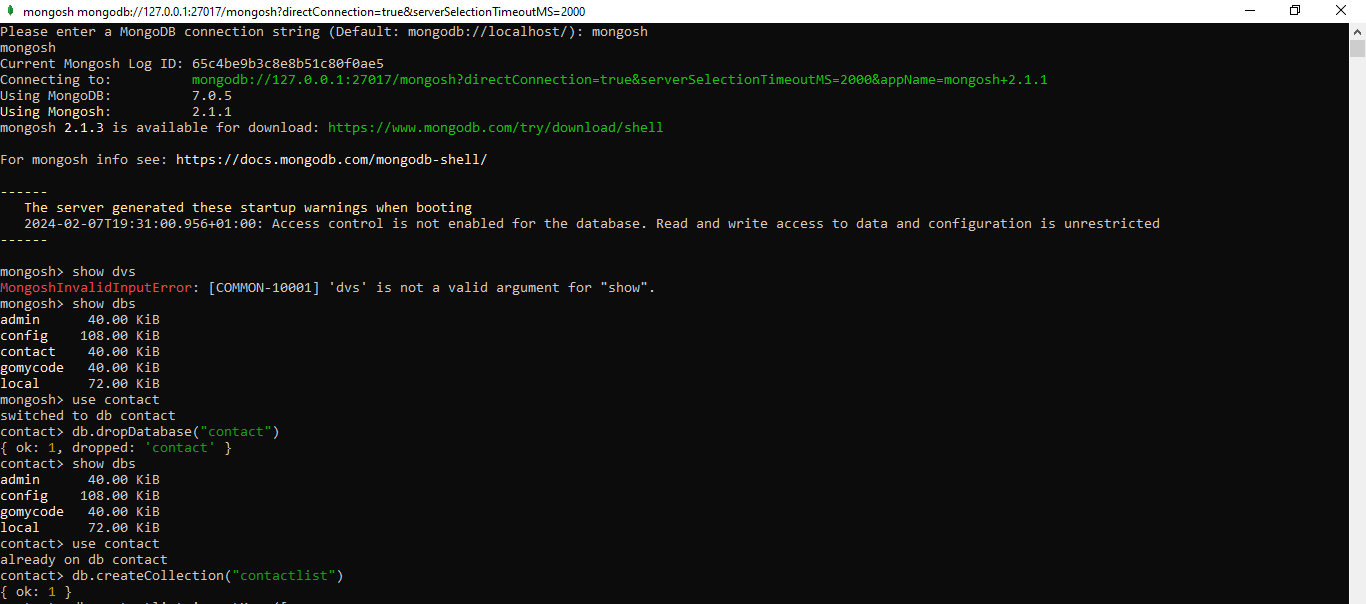 mongosh mongodb://127.0.0.1:27017/mongosh?directConnection=true&serverSelectionTimeoutMS=2000
Please enter a MongoDB connection string (Default: mongodb://localhost/): mongosh
mongosh
Current Mongosh Log ID: 65c4be9b3c8e8b51c80f0ae5
Connecting to:          mongodb://127.0.0.1:27017/mongosh?directConnection=true&serverSelectionTimeoutMS=2000&appName=mongosh+2.1.1
Using MongoDB:          7.0.5
Using Mongosh:          2.1.1
mongosh 2.1.3 is available for download: https://www.mongodb.com/try/download/shell
For mongosh info see: https://docs.mongodb.com/mongodb-shell/
------
   The server generated these startup warnings when booting
   2024-02-07T19:31:00.956+01:00: Access control is not enabled for the database. Read and write access to data and configuration is unrestricted
------
mongosh> show dvs
MongoshInvalidInputError: [COMMON-10001] 'dvs' is not a valid argument for "show".
mongosh> show dbs
admin      40.00 KiB
config    108.00 KiB
contact    40.00 KiB
gomycode   40.00 KiB
local      72.00 KiB
mongosh> use contact
switched to db contact
contact> db.dropDatabase("contact")
{ ok: 1, dropped: 'contact' }
contact> show dbs
admin      40.00 KiB
config    108.00 KiB
gomycode   40.00 KiB
local      72.00 KiB
contact> use contact
already on db contact
contact> db.createCollection("contactlist")
{ ok: 1 }